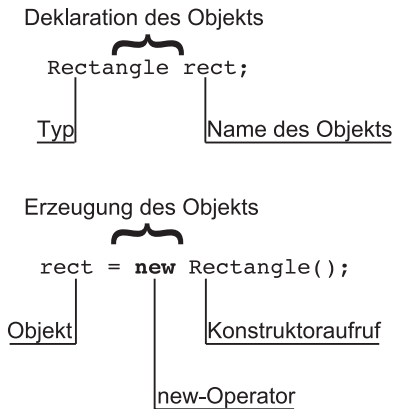 Deklaration des Objekts
Rectangle rect;
Typ
Name des Objekts
Erzeugung des Objekts
rect = new Rectangle();
Objekt
Konstruktoraufruf
new-Operator